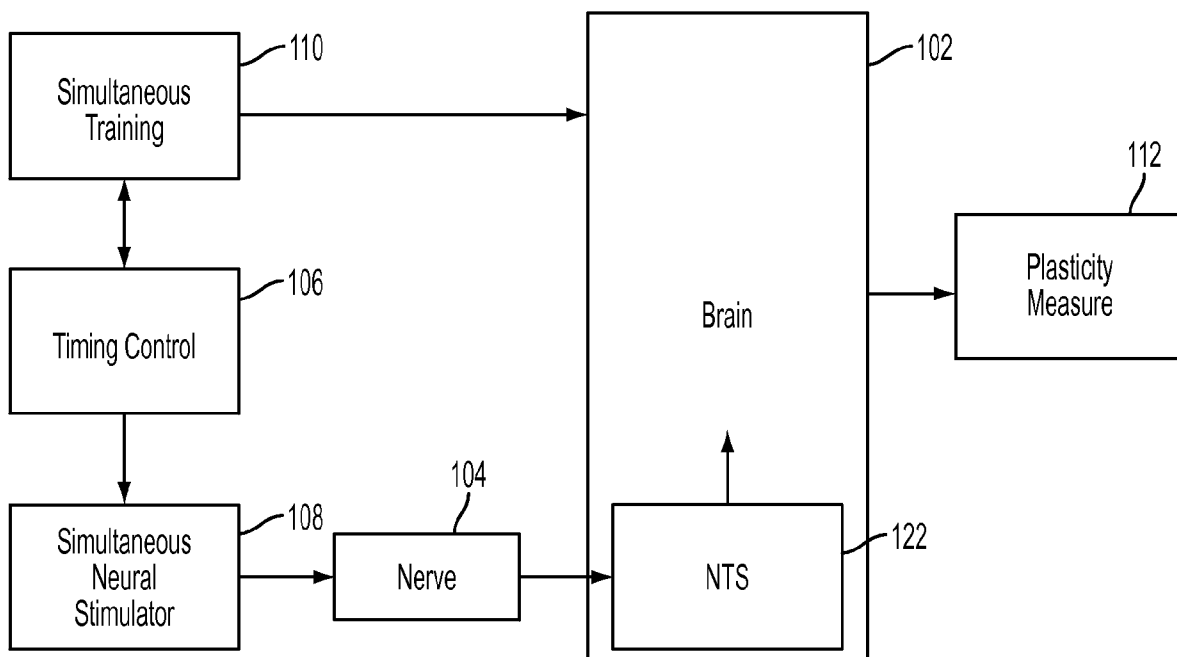 110
Simultaneous
Training
102
112
Plasticity
Measure
106
Timing Control
Brain
108
Simultaneous
Neural
Stimulator
104
Nerve
NTS
122